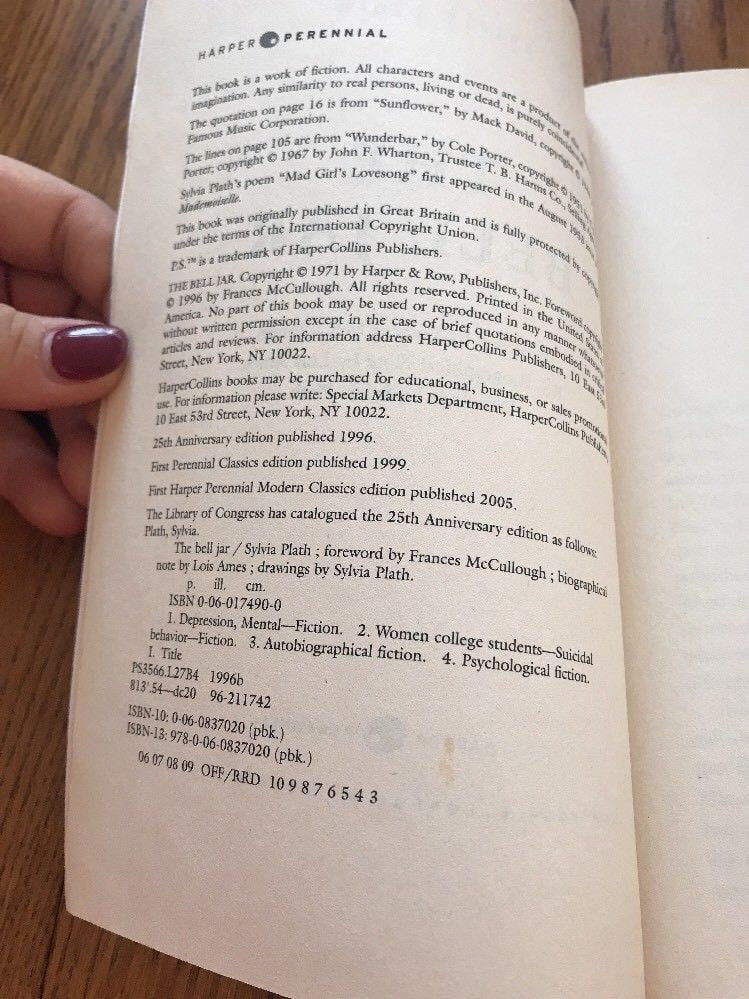 HARPER PERENNIAL
This book is a work of fiction. All characters and events are a product of the
imagination. Any similarity to real persons, living or dead, is purely
The quotation on page 16 is from "Sunflower," by Mack David, copyright ©
Famous Music Corporation.
The lines on page 105 are from "Wunderbar," by Cole Porter, copyright © 1951
Porter; copyright © 1967 by John F. Wharton, Trustee T. B. Harms Co.,
Sylvia Plath's poem "Mad Girl's Lovesong" first appeared in the August
Mademoiselle.
This book was originally published in Great Britain and is fully protected by
under the terms of the International Copyright Union.
P.S.™ is a trademark of HarperCollins Publishers.
THE BELL JAR. Copyright © 1971 by Harper & Row, Publishers, Inc. Foreword
© 1996 by Frances McCullough. All rights reserved. Printed in the United
America. No part of this book may be used or reproduced in any manner
without written permission except in the case of brief quotations embodied in
articles and reviews. For information address HarperCollins Publishers, 10 East
Street, New York, NY 10022.
HarperCollins books may be purchased for educational, business, or sales
use. For information please write: Special Markets Department, HarperCollins
10 East 53rd Street, New York, NY 10022.
25th Anniversary edition published 1996.
First Perennial Classics edition published 1999.
First Harper Perennial Modern Classics edition published 2005.
The Library of Congress has catalogued the 25th Anniversary edition as follows:
Plath, Sylvia.
The bell jar / Sylvia Plath ; foreword by Frances McCullough ; biographical
note by Lois Ames ; drawings by Sylvia Plath.
p. ill. cm.
ISBN 0-06-017490-0
1. Depression, Mental—Fiction. 2. Women college students—Suicidal
behavior—Fiction. 3. Autobiographical fiction. 4. Psychological fiction.
I. Title
PS3566.L27B4 1996b
813'.54—dc20 96-211742
ISBN-10: 0-06-0837020 (pbk.)
ISBN-13: 978-0-06-0837020 (pbk.)
06 07 08 09 OFF/RRD 10 9 8 7 6 5 4 3